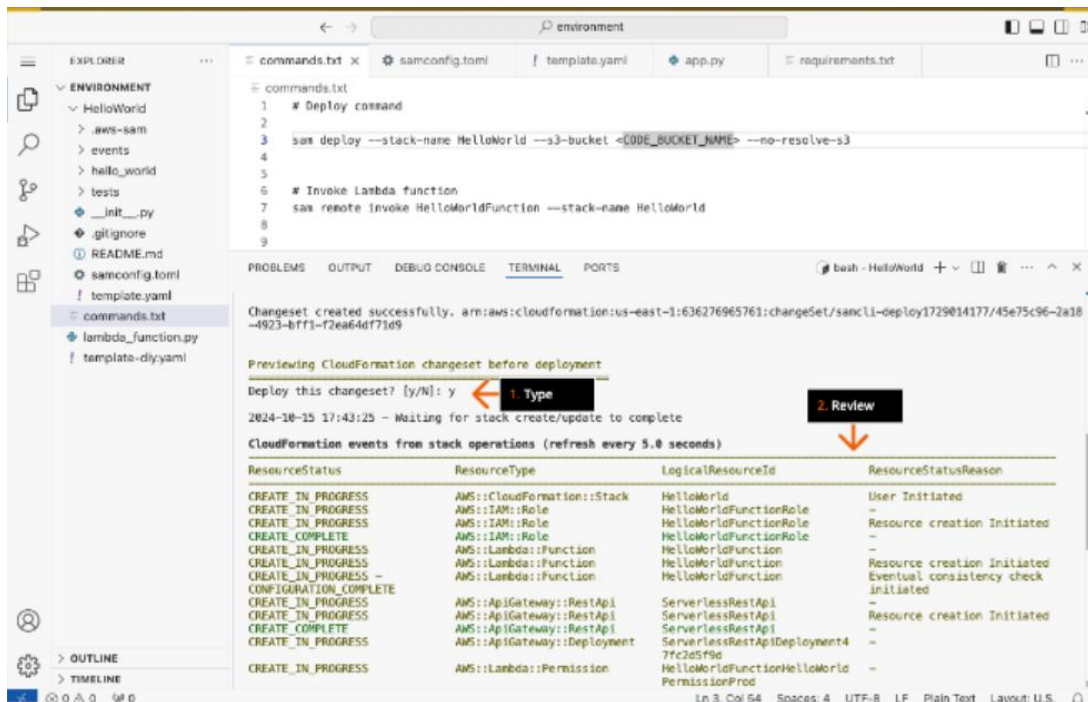 environment
EXPLORER
commands.txt
samconfig.toml
template.yaml
app.py
requirements.txt
ENVIRONMENT
HelloWorld
.aws-sam
events
hello_world
tests
__init__.py
.gitignore
README.md
samconfig.toml
template.yaml
commands.txt
lambda_function.py
template-diy.yaml
OUTLINE
TIMELINE
commands.txt
1 # Deploy command
2
3 sam deploy --stack-name HelloWorld --s3-bucket <CODE_BUCKET_NAME> --no-resolve-s3
4
5
6 # Invoke Lambda function
7 sam remote invoke HelloWorldFunction --stack-name HelloWorld
8
9
PROBLEMS OUTPUT DEBUG CONSOLE TERMINAL PORTS
bash - HelloWorld
Changeset created successfully. arn:aws:cloudformation:us-east-1:636276965761:changeSet/samcli-deploy1729014177/45e75c96-2a18
-4923-bff1-f2ea64df71d9
Previewing CloudFormation changeset before deployment
Deploy this changeset? [y/N]: y
1. Type
2024-10-15 17:43:25 - Waiting for stack create/update to complete
2. Review
CloudFormation events from stack operations (refresh every 5.0 seconds)
ResourceStatus ResourceType LogicalResourceId ResourceStatusReason
CREATE_IN_PROGRESS AWS::CloudFormation::Stack HelloWorld User Initiated
CREATE_IN_PROGRESS AWS::IAM::Role HelloWorldFunctionRole -
CREATE_IN_PROGRESS AWS::IAM::Role HelloWorldFunctionRole Resource creation Initiated
CREATE_COMPLETE AWS::IAM::Role HelloWorldFunctionRole -
CREATE_IN_PROGRESS AWS::Lambda::Function HelloWorldFunction -
CREATE_IN_PROGRESS AWS::Lambda::Function HelloWorldFunction Resource creation Initiated
CREATE_IN_PROGRESS - AWS::Lambda::Function HelloWorldFunction Eventual consistency check
CONFIGURATION_COMPLETE initiated
CREATE_IN_PROGRESS AWS::ApiGateway::RestApi ServerlessRestApi -
CREATE_IN_PROGRESS AWS::ApiGateway::RestApi ServerlessRestApi Resource creation Initiated
CREATE_COMPLETE AWS::ApiGateway::RestApi ServerlessRestApi -
CREATE_IN_PROGRESS AWS::ApiGateway::Deployment ServerlessRestApiDeployment4 -
7fc2d5f9d
CREATE_IN_PROGRESS AWS::Lambda::Permission HelloWorldFunctionHelloWorld -
PermissionProd
0 0 0 Ln 3, Col 54 Spaces: 4 UTF-8 LF Plain Text Layout: U.S.